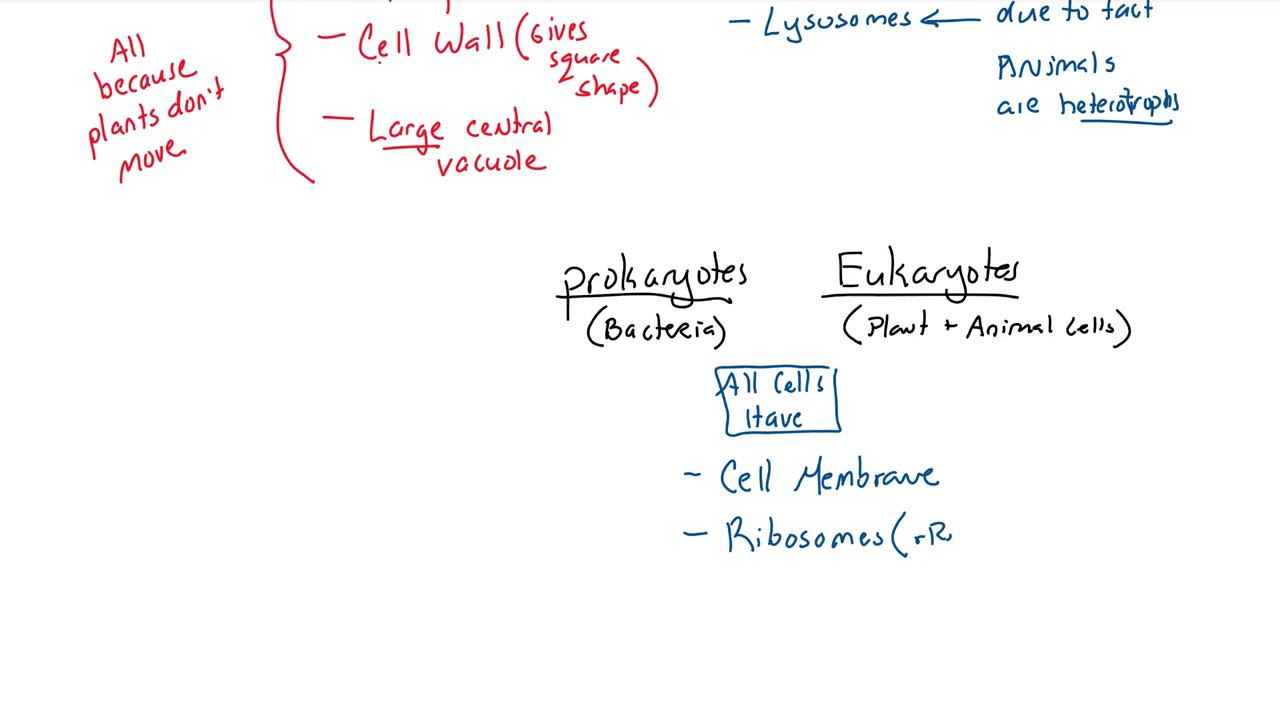 All
because
plants don't
move
- Cell Wall (Gives
square
shape)
- Large central
vacuole
- Lysosomes ← due to fact
Animals
are heterotrophs
prokaryotes
(Bacteria)
Eukaryotes
(Plant + Animal Cells)
All Cells
Have
- Cell Membrane
- Ribosomes (rR